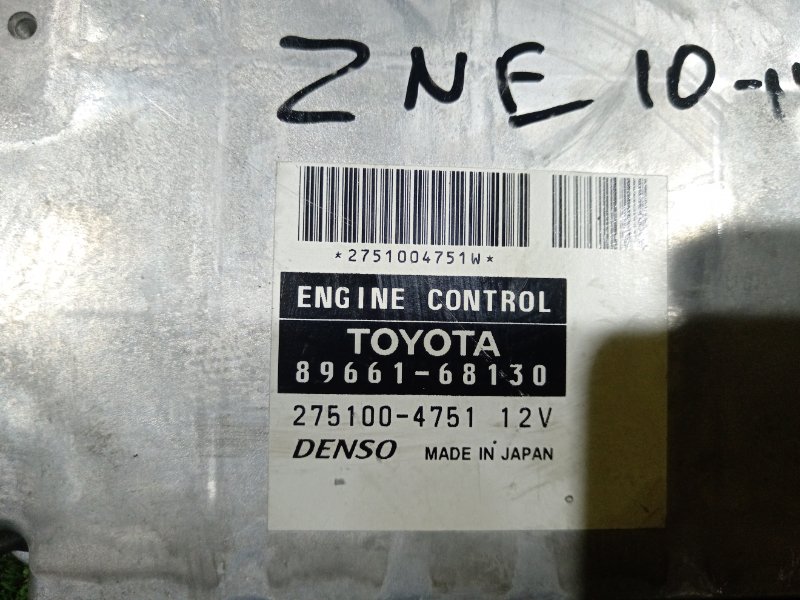 ZNE 10-
*2751004751W*
ENGINE CONTROL
TOYOTA
89661-68130
275100-4751 12V
DENSO MADE IN JAPAN